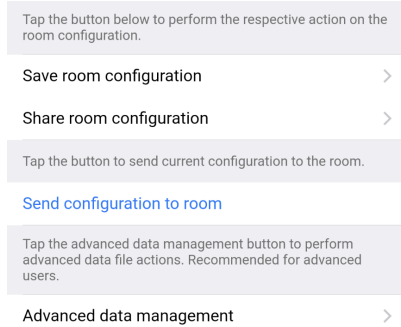 Tap the button below to perform the respective action on the
room configuration.
Save room configuration
Share room configuration
Tap the button to send current configuration to the room.
Send configuration to room
Tap the advanced data management button to perform
advanced data file actions. Recommended for advanced
users.
Advanced data management